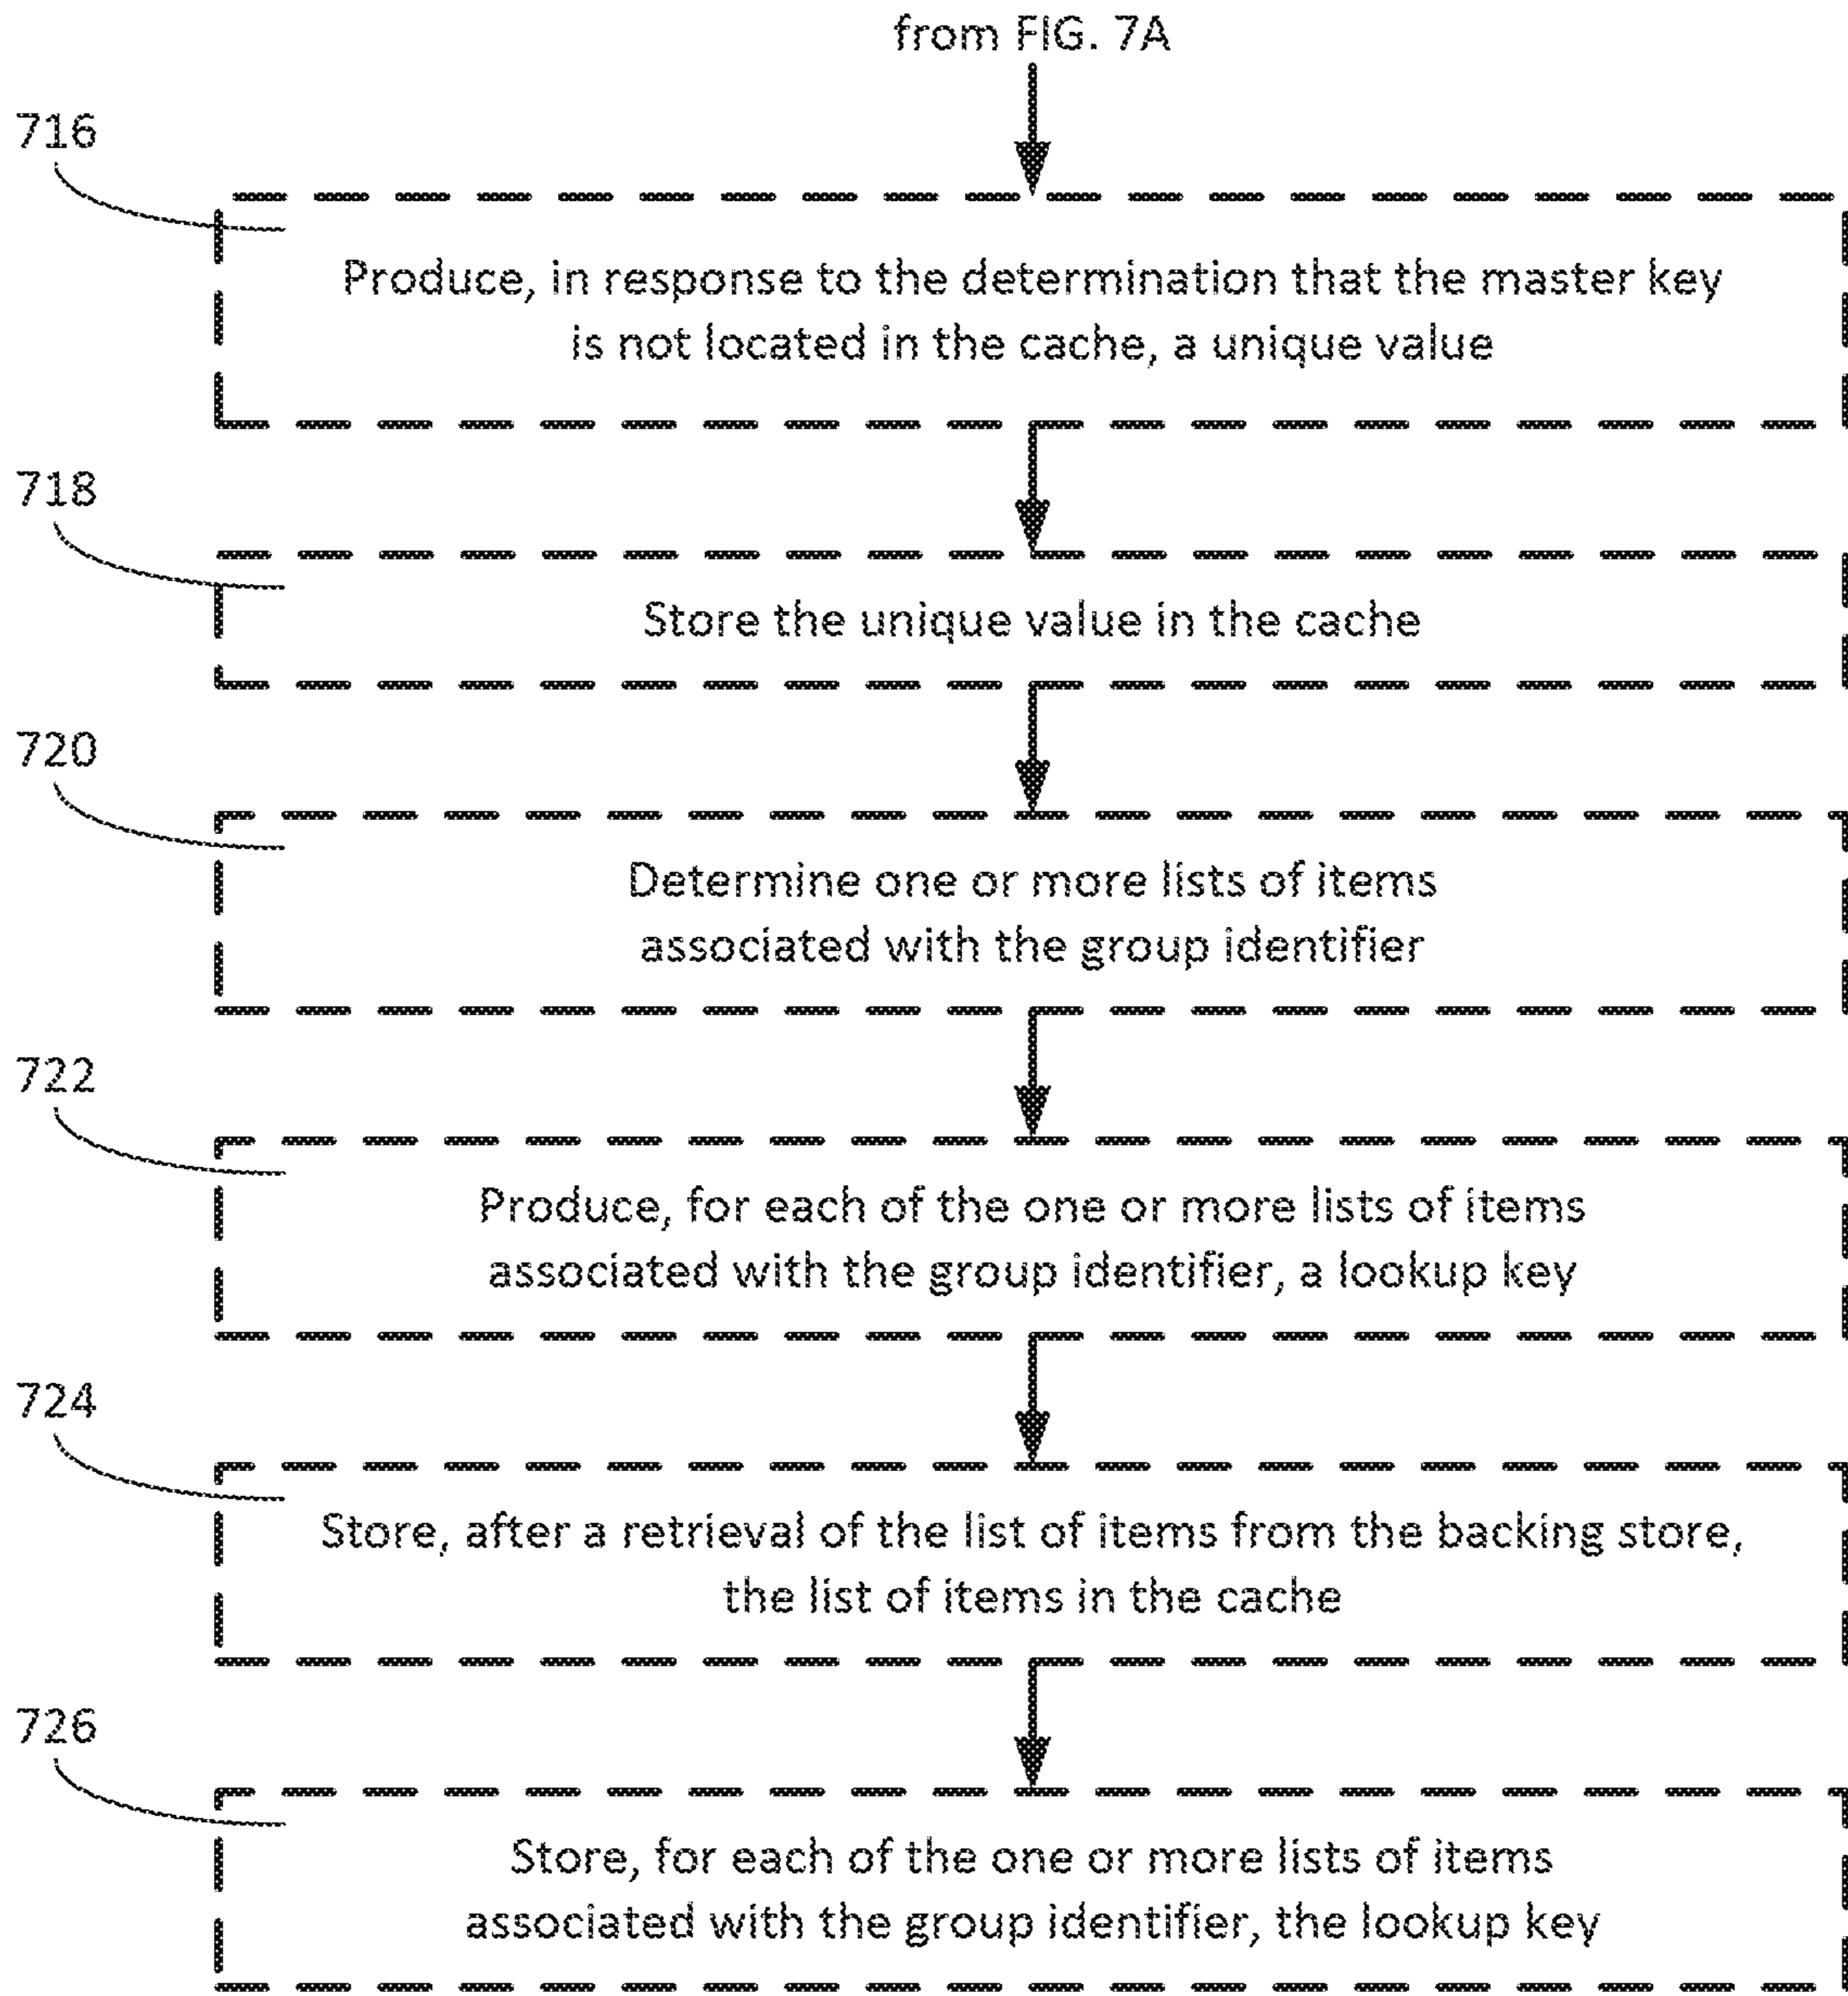 from FIG. 7A
716
Produce, in response to the determination that the master key
is not located in the cache, a unique value
718
Store the unique value in the cache
720
Determine one or more lists of items
associated with the group identifier
722
Produce, for each of the one or more lists of items
associated with the group identifier, a lookup key
724
Store, after a retrieval of the list of items from the backing store,
the list of items in the cache
726
Store, for each of the one or more lists of items
associated with the group identifier, the lookup key